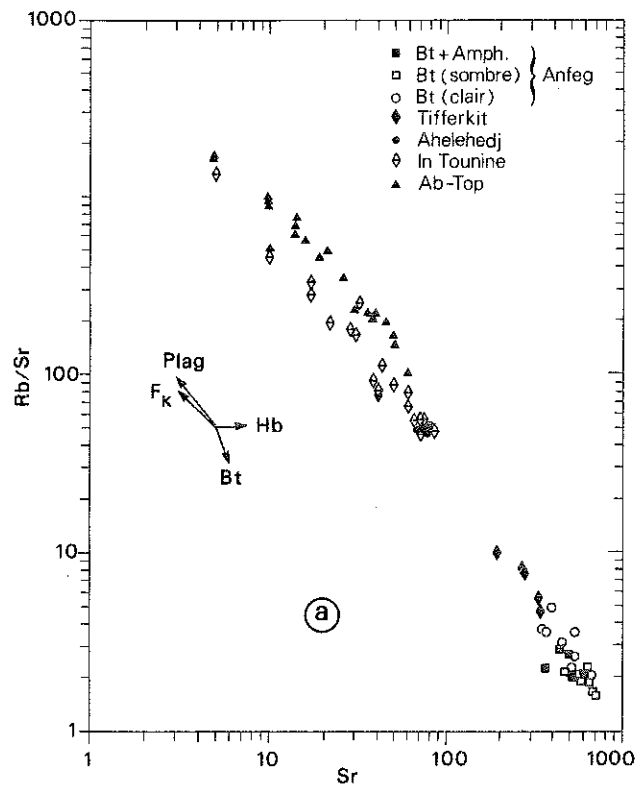 1000
Bt + Amph.
Bt (sombre)
Anfeg
Bt (clair)
Tifferkit
Ahelehedj
In Tounine
Ab-Top
Rb/Sr
100
Plag
FK
Hb
Bt
10
a
1
1
10
100
1000
Sr